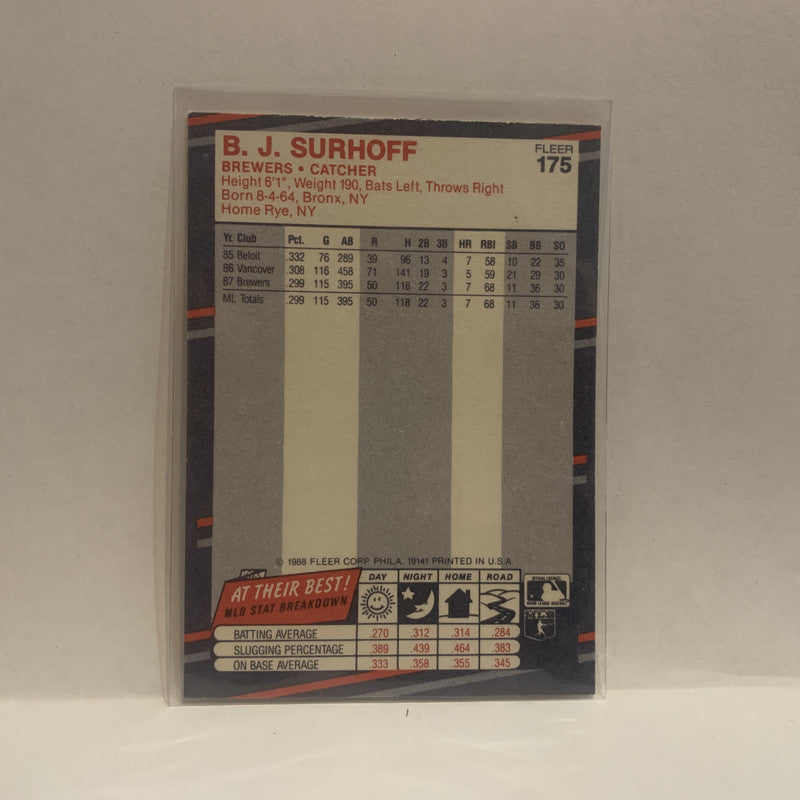 B. J. SURHOFF
FLEER
175
BREWERS • CATCHER
Height 6'1", Weight 190, Bats Left, Throws Right
Born 8-4-64, Bronx, NY
Home Rye, NY
Yr. Club Pct. G AB R H 2B 3B HR RBI SB BB SO
85 Beloit .332 76 289 39 96 13 4 7 58 10 22 35
86 Vancover .308 116 458 71 141 19 3 5 59 21 29 30
87 Brewers .299 115 395 50 118 22 3 7 68 11 36 30
ML Totals .299 115 395 50 118 22 3 7 68 11 36 30
© 1988 FLEER CORP. PHILA. 19141 PRINTED IN U.S.A.
AT THEIR BEST!
MLB STAT BREAKDOWN
DAY NIGHT HOME ROAD
BATTING AVERAGE .270 .312 .314 .284
SLUGGING PERCENTAGE .389 .439 .464 .383
ON BASE AVERAGE .333 .358 .355 .345